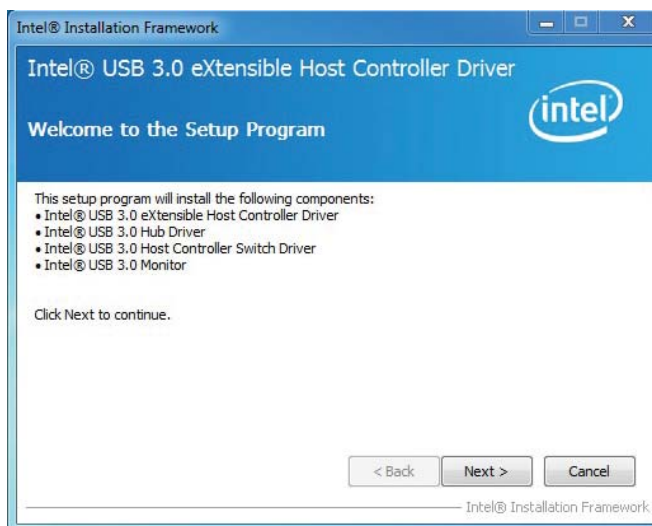 Intel® Installation Framework
Intel® USB 3.0 eXtensible Host Controller Driver
intel
Welcome to the Setup Program
This setup program will install the following components:
• Intel® USB 3.0 eXtensible Host Controller Driver
• Intel® USB 3.0 Hub Driver
• Intel® USB 3.0 Host Controller Switch Driver
• Intel® USB 3.0 Monitor
Click Next to continue.
< Back Next > Cancel
Intel® Installation Framework